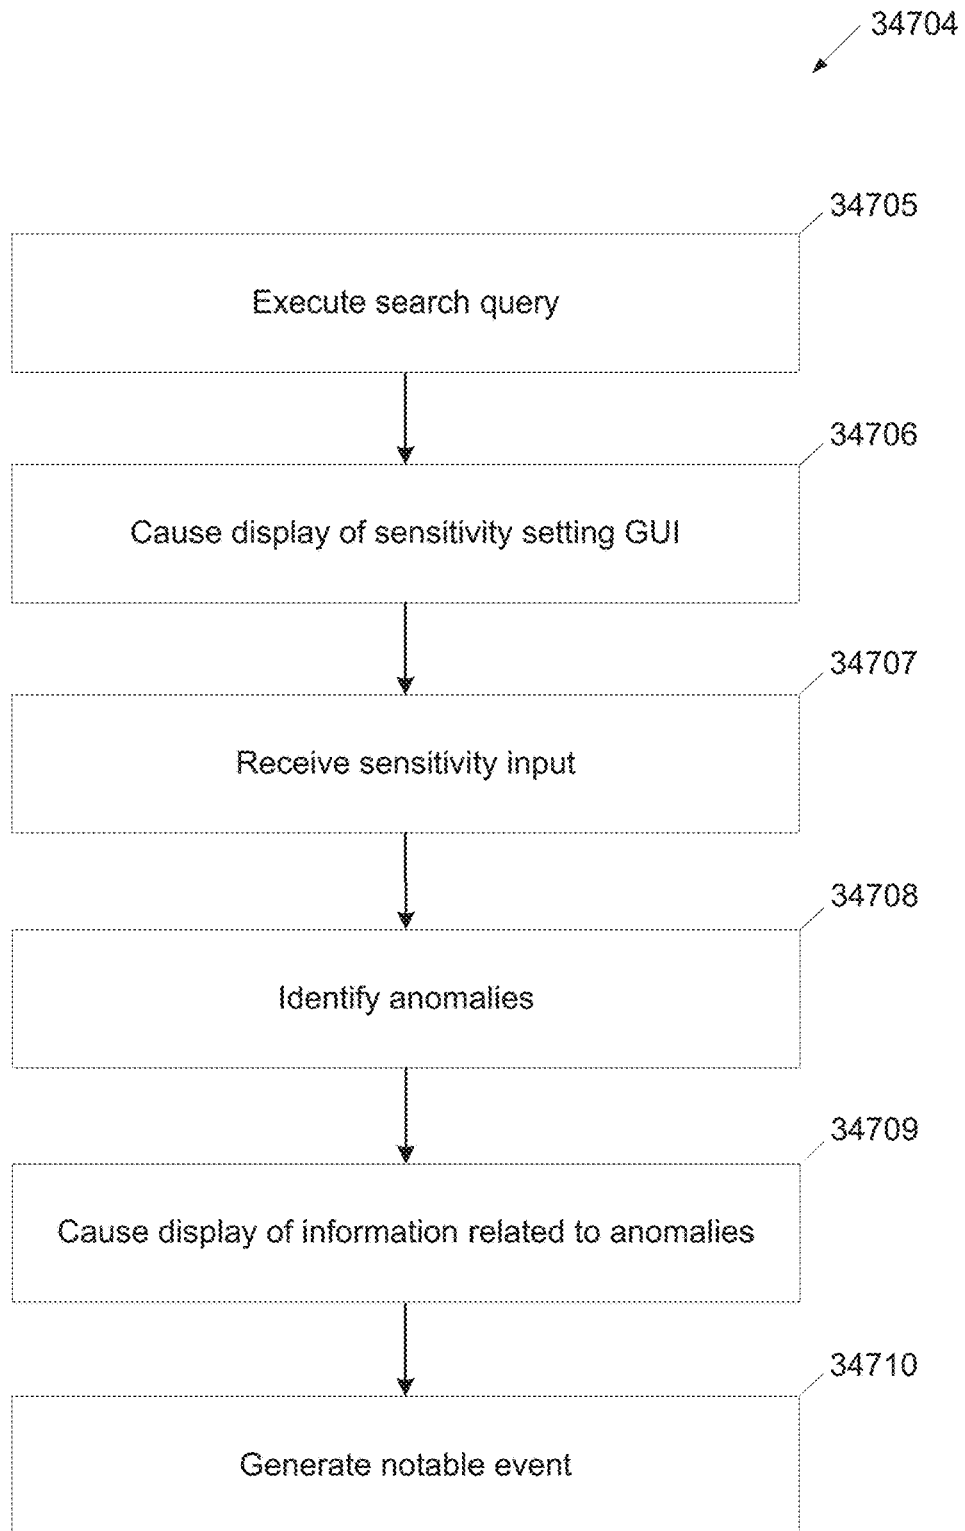 34704
34705
Execute search query
34706
Cause display of sensitivity setting GUI
34707
Receive sensitivity input
34708
Identify anomalies
34709
Cause display of information related to anomalies
34710
Generate notable event